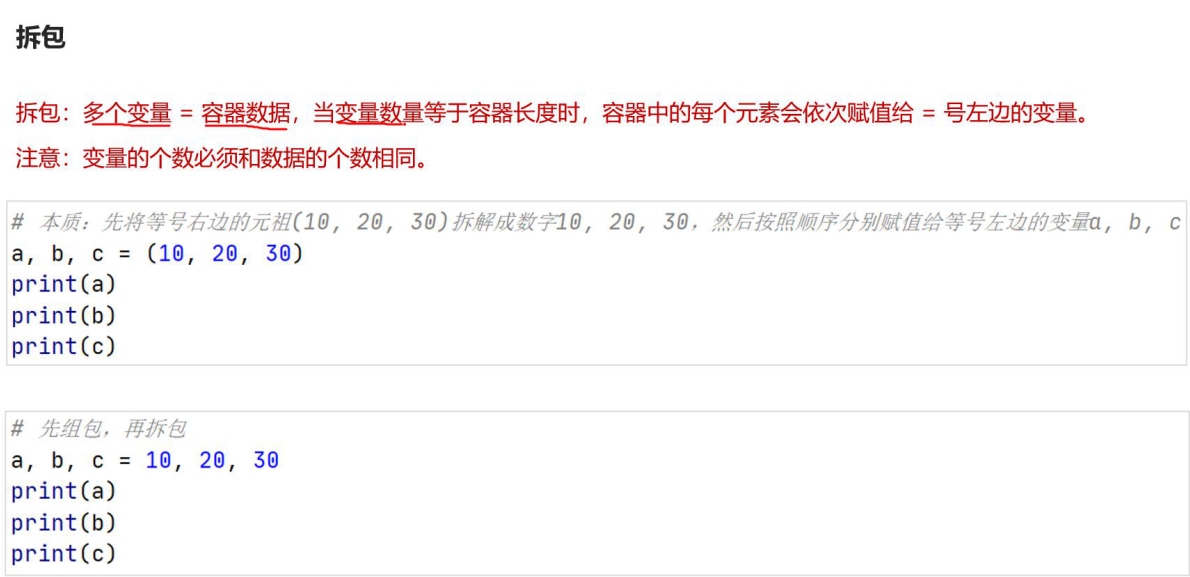 拆包
拆包：多个变量 = 容器数据，当变量数量等于容器长度时，容器中的每个元素会依次赋值给 = 号左边的变量。
注意：变量的个数必须和数据的个数相同。
# 本质：先将等号右边的元祖(10, 20, 30)拆解成数字10, 20, 30，然后按照顺序分别赋值给等号左边的变量a, b, c
a, b, c = (10, 20, 30)
print(a)
print(b)
print(c)
# 先组包，再拆包
a, b, c = 10, 20, 30
print(a)
print(b)
print(c)